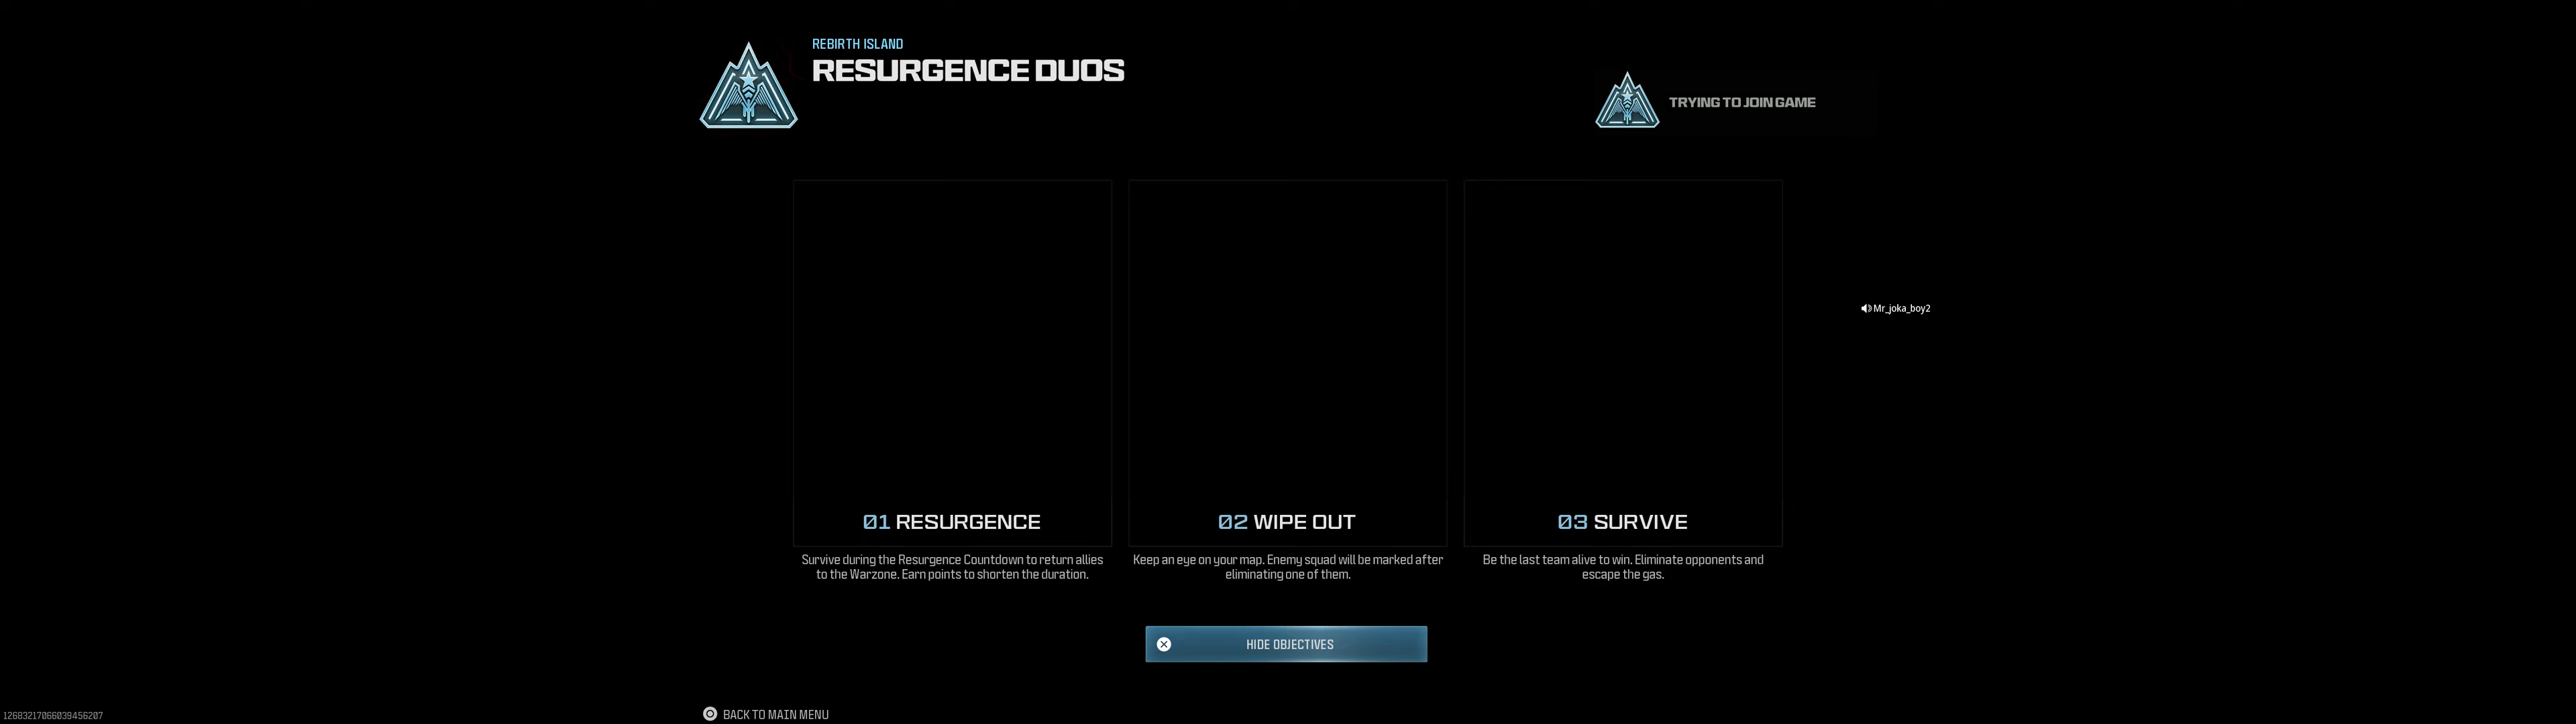 REBIRTH ISLAND
RESURGENCE DUOS
TRYING TO JOIN GAME
Mr_joka_boy2
01 RESURGENCE
Survive during the Resurgence Countdown to return allies
to the Warzone. Earn points to shorten the duration.
02 WIPE OUT
Keep an eye on your map. Enemy squad will be marked after
eliminating one of them.
03 SURVIVE
Be the last team alive to win. Eliminate opponents and
escape the gas.
HIDE OBJECTIVES
BACK TO MAIN MENU
12683217066039456207